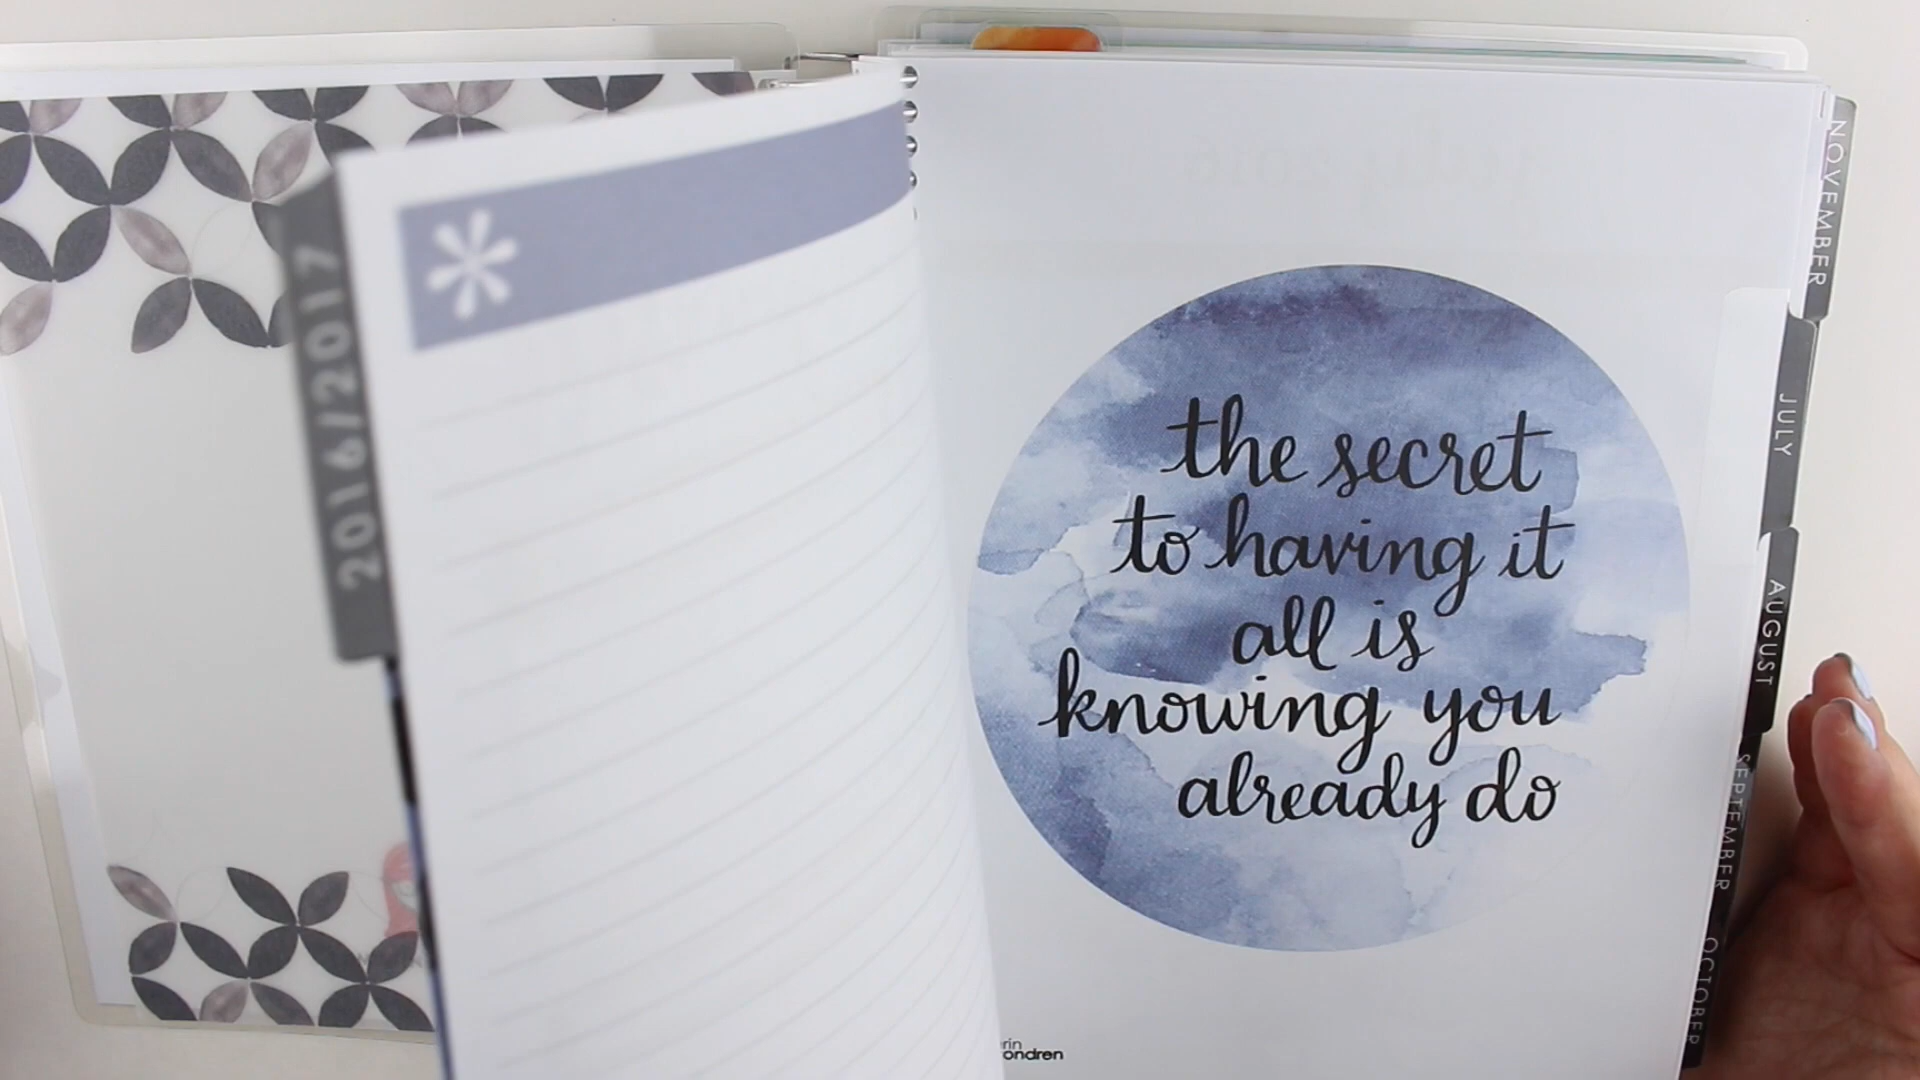 2016/2017
the secret
to having it
all is
knowing you
already do
NOVEMBER
JULY
AUGUST
SEPTEMBER
OCTOBER